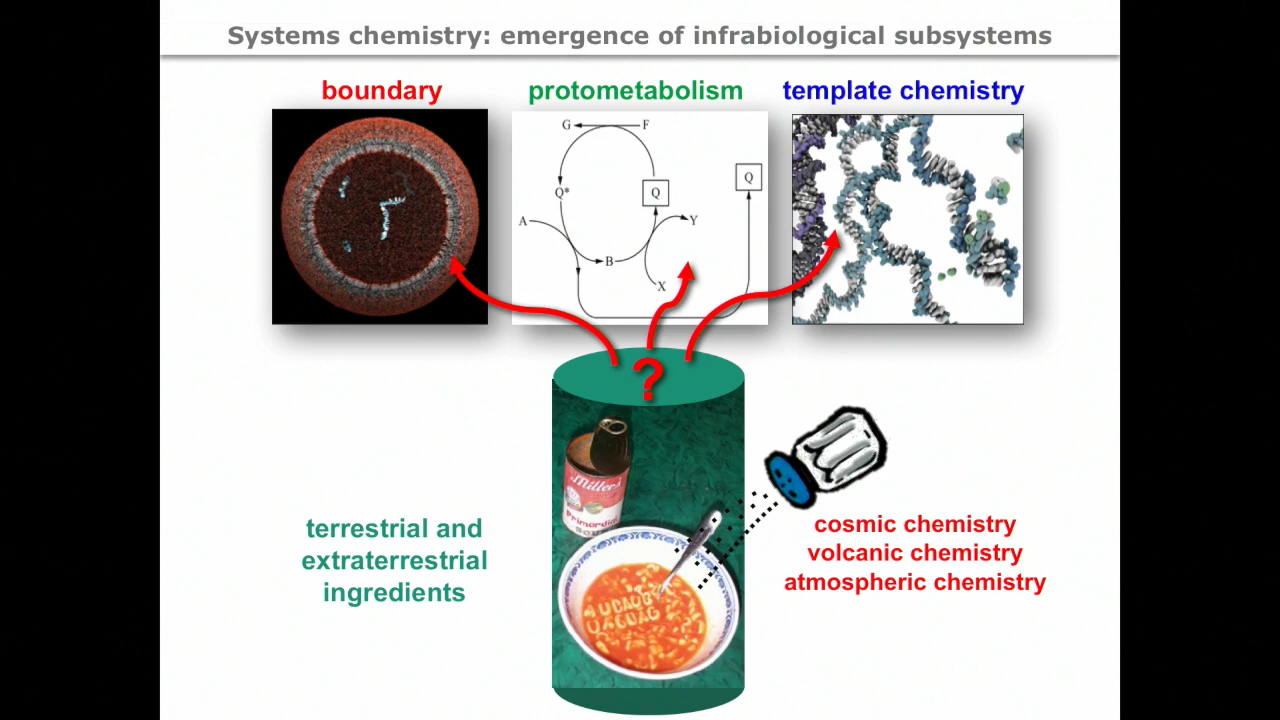 Systems chemistry: emergence of infrabiological subsystems
boundary
protometabolism
template chemistry
G
F
Q*
Q
Q
A
Y
B
X
?
Miller's
Primordial
terrestrial and
extraterrestrial
ingredients
cosmic chemistry
volcanic chemistry
atmospheric chemistry